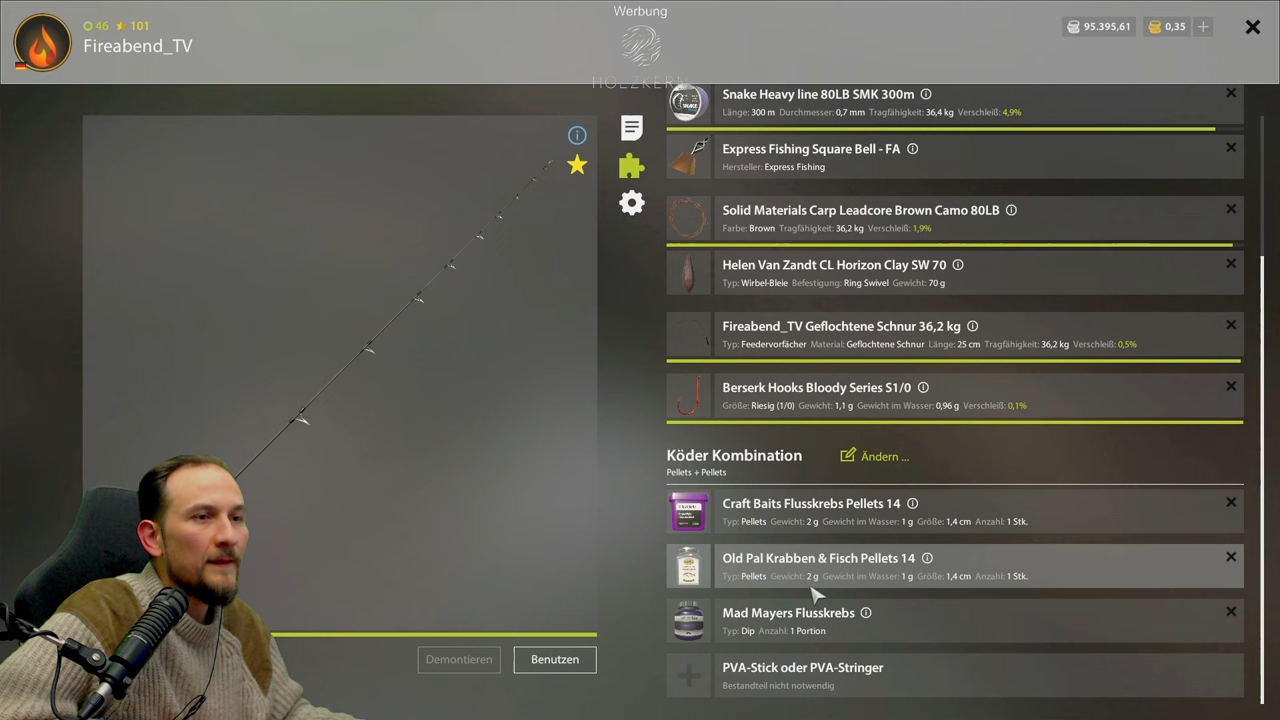 Werbung
HOLZKERN
46 101
Fireabend_TV
95.395,61
0,35
Snake Heavy line 80LB SMK 300m
Länge: 300 m Durchmesser: 0,7 mm Tragfähigkeit: 36,4 kg Verschleiß: 4,9%
Express Fishing Square Bell - FA
Hersteller: Express Fishing
Solid Materials Carp Leadcore Brown Camo 80LB
Farbe: Brown Tragfähigkeit: 36,2 kg Verschleiß: 1,9%
Helen Van Zandt CL Horizon Clay SW 70
Typ: Wirbel-Bleie Befestigung: Ring Swivel Gewicht: 70 g
Fireabend_TV Geflochtene Schnur 36,2 kg
Typ: Feedervorfächer Material: Geflochtene Schnur Länge: 25 cm Tragfähigkeit: 36,2 kg Verschleiß: 0,5%
Berserk Hooks Bloody Series S1/0
Größe: Riesig (1/0) Gewicht: 1,1 g Gewicht im Wasser: 0,96 g Verschleiß: 0,1%
Köder Kombination
Ändern ...
Pellets + Pellets
Craft Baits Flusskrebs Pellets 14
Typ: Pellets Gewicht: 2 g Gewicht im Wasser: 1 g Größe: 1,4 cm Anzahl: 1 Stk.
Old Pal Krabben & Fisch Pellets 14
Typ: Pellets Gewicht: 2 g Gewicht im Wasser: 1 g Größe: 1,4 cm Anzahl: 1 Stk.
Mad Mayers Flusskrebs
Typ: Dip Anzahl: 1 Portion
PVA-Stick oder PVA-Stringer
Bestandteil nicht notwendig
Demontieren
Benutzen